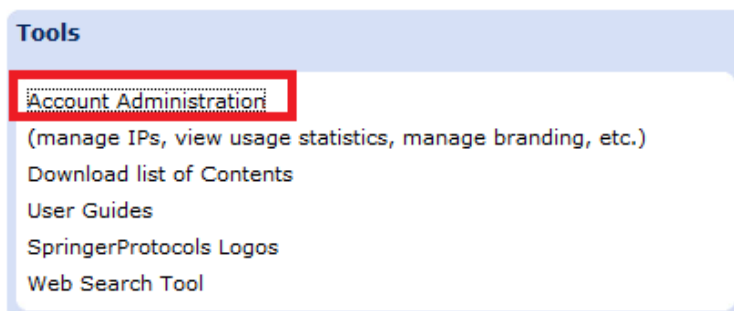 Tools
Account Administration
(manage IPs, view usage statistics, manage branding, etc.)
Download list of Contents
User Guides
SpringerProtocols Logos
Web Search Tool